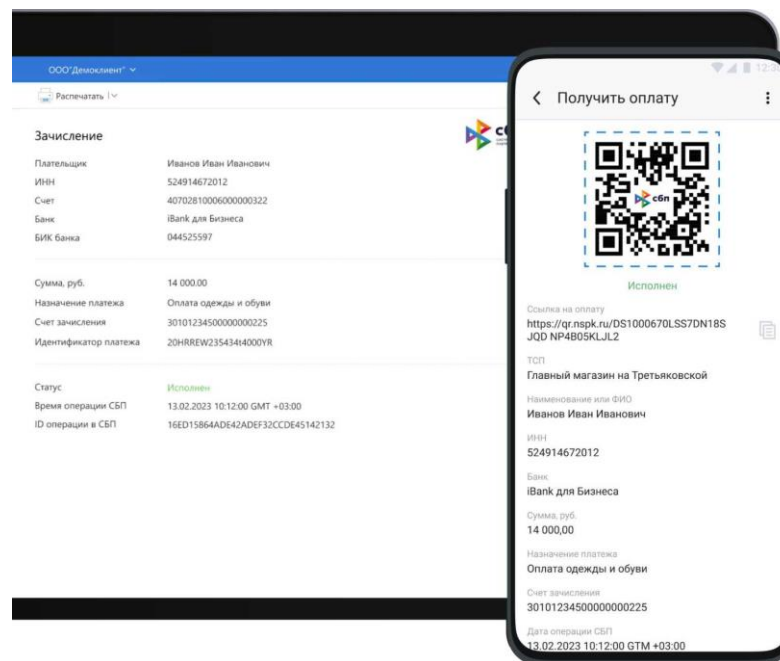 ООО"Демоклиент"
Распечатать
Зачисление
Плательщик Иванов Иван Иванович
ИНН 524914672012
Счет 40702810006000000322
Банк iBank для Бизнеса
БИК банка 044525597
Сумма, руб. 14 000.00
Назначение платежа Оплата одежды и обуви
Счет зачисления 30101234500000000225
Идентификатор платежа 20HRREW235434t4000YR
Статус Исполнен
Время операции СБП 13.02.2023 10:12:00 GMT +03:00
ID операции в СБП 16ED15864ADE42ADEF32CCDE45142132
Получить оплату
сбп
Исполнен
Ссылка на оплату
https://qr.nspk.ru/DS1000670LSS7DN18S
JQD NP4B05KLJL2
ТСП
Главный магазин на Третьяковской
Наименование или ФИО
Иванов Иван Иванович
ИНН
524914672012
Банк
iBank для Бизнеса
Сумма, руб.
14 000,00
Назначение платежа
Оплата одежды и обуви
Счет зачисления
30101234500000000225
Дата операции СБП
13.02.2023 10:12:00 GTM +03:00